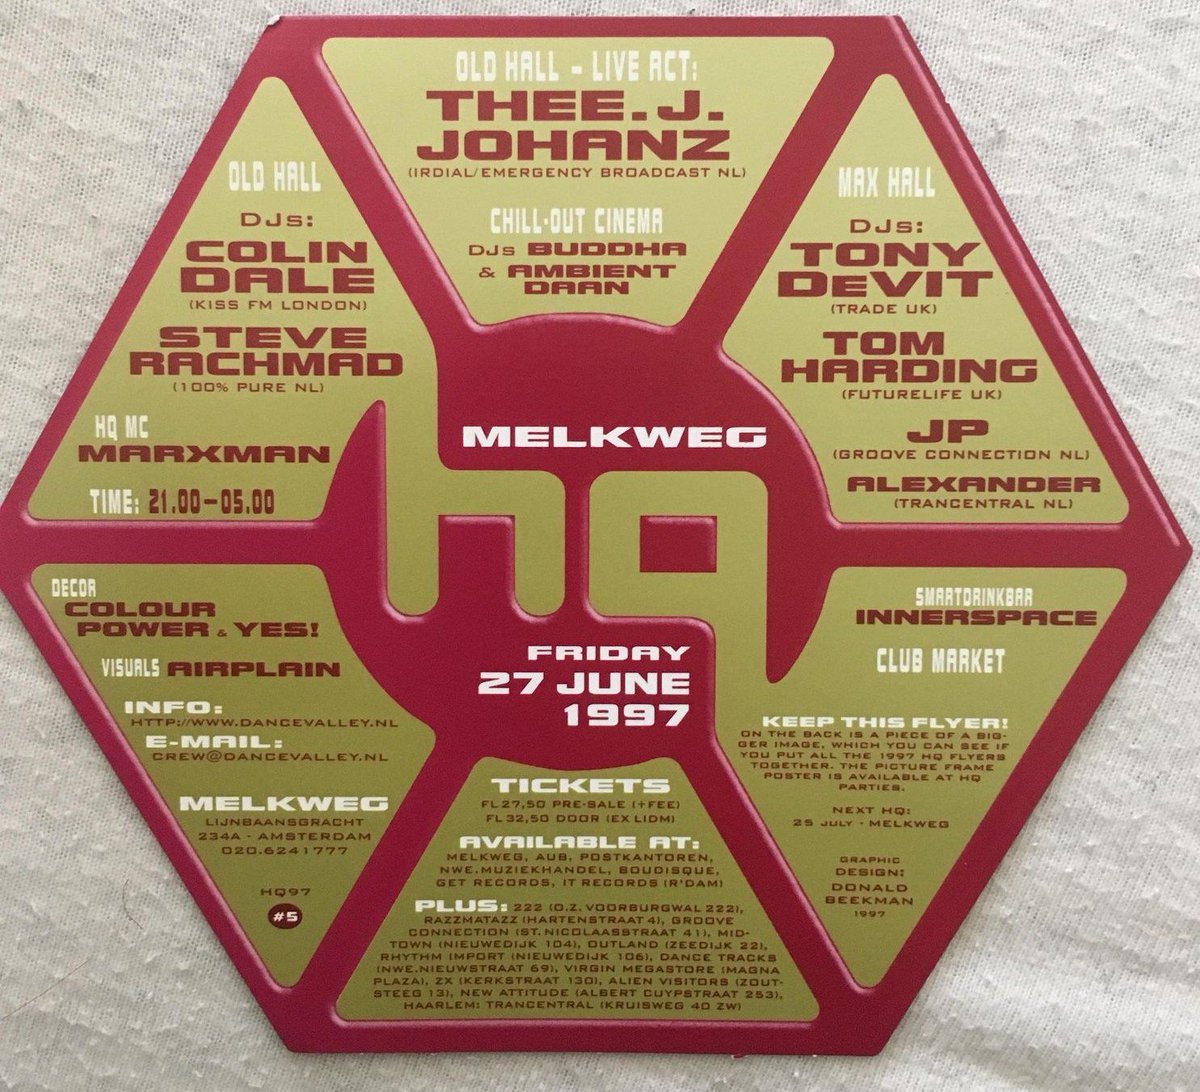 OLD HALL - LIVE ACT:
THEE. J.
JOHANZ
(IRDIAL/EMERGENCY BROADCAST NL)
CHILL-OUT CINEMA
DJs BUDDHA
& AMBIENT
DAAN
OLD HALL
DJs:
COLIN
DALE
(KISS FM LONDON)
STEVE
RACHMAD
(100% PURE NL)
HQ MC
MARXMAN
TIME: 21.00-05.00
MAX HALL
DJs:
TONY
DEVIT
(TRADE UK)
TOM
HARDING
(FUTURELIFE UK)
JP
(GROOVE CONNECTION NL)
ALEXANDER
(TRANCENTRAL NL)
MELKWEG
hq
FRIDAY
27 JUNE
1997
DECOR
COLOUR
POWER & YES!
VISUALS AIRPLAIN
INFO:
HTTP://WWW.DANCEVALLEY.NL
E-MAIL:
CREW@DANCEVALLEY.NL
MELKWEG
LIJNBAANSGRACHT
234A - AMSTERDAM
020.6241777
HQ97
#5
TICKETS
FL 27,50 PRE-SALE (+FEE)
FL 32,50 DOOR (EX LIDM)
AVAILABLE AT:
MELKWEG, AUB, POSTKANTOREN,
NWE.MUZIEKHANDEL, BOUDISQUE,
GET RECORDS, IT RECORDS (R'DAM)
PLUS: 222 (O.Z. VOORBURGWAL 222),
RAZZMATAZZ (HARTENSTRAAT 4), GROOVE
CONNECTION (ST.NICOLAASSTRAAT 41), MID-
TOWN (NIEUWEDIJK 104), OUTLAND (ZEEDIJK 22),
RHYTHM IMPORT (NIEUWEDIJK 106), DANCE TRACKS
(NWE.NIEUWSTRAAT 69), VIRGIN MEGASTORE (MAGNA
PLAZA), ZX (KERKSTRAAT 130), ALIEN VISITORS (ZOUT-
STEEG 13), NEW ATTITUDE (ALBERT CUYPSTRAAT 253),
HAARLEM: TRANCENTRAL (KRUISWEG 40 ZW)
SMARTDRINKBAR
INNERSPACE
CLUB MARKET
KEEP THIS FLYER!
ON THE BACK IS A PIECE OF A BIG-
GER IMAGE, WHICH YOU CAN SEE IF
YOU PUT ALL THE 1997 HQ FLYERS
TOGETHER. THE PICTURE FRAME
POSTER IS AVAILABLE AT HQ
PARTIES.
NEXT HQ:
25 JULY - MELKWEG
GRAPHIC
DESIGN:
DONALD
BEEKMAN
1997